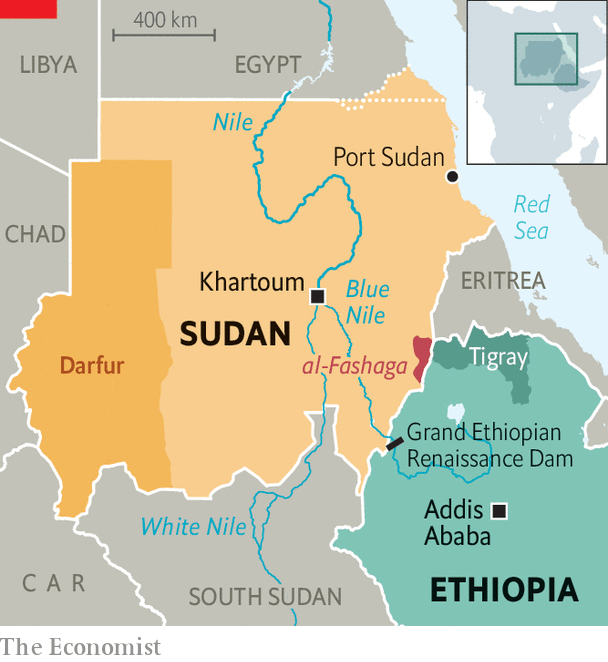 400 km
LIBYA
EGYPT
Nile
Port Sudan
Red
Sea
CHAD
Khartoum
Blue
Nile
ERITREA
SUDAN
al-Fashaga
Tigray
Darfur
Grand Ethiopian
Renaissance Dam
Addis
Ababa
White Nile
CAR
SOUTH SUDAN
ETHIOPIA
The Economist